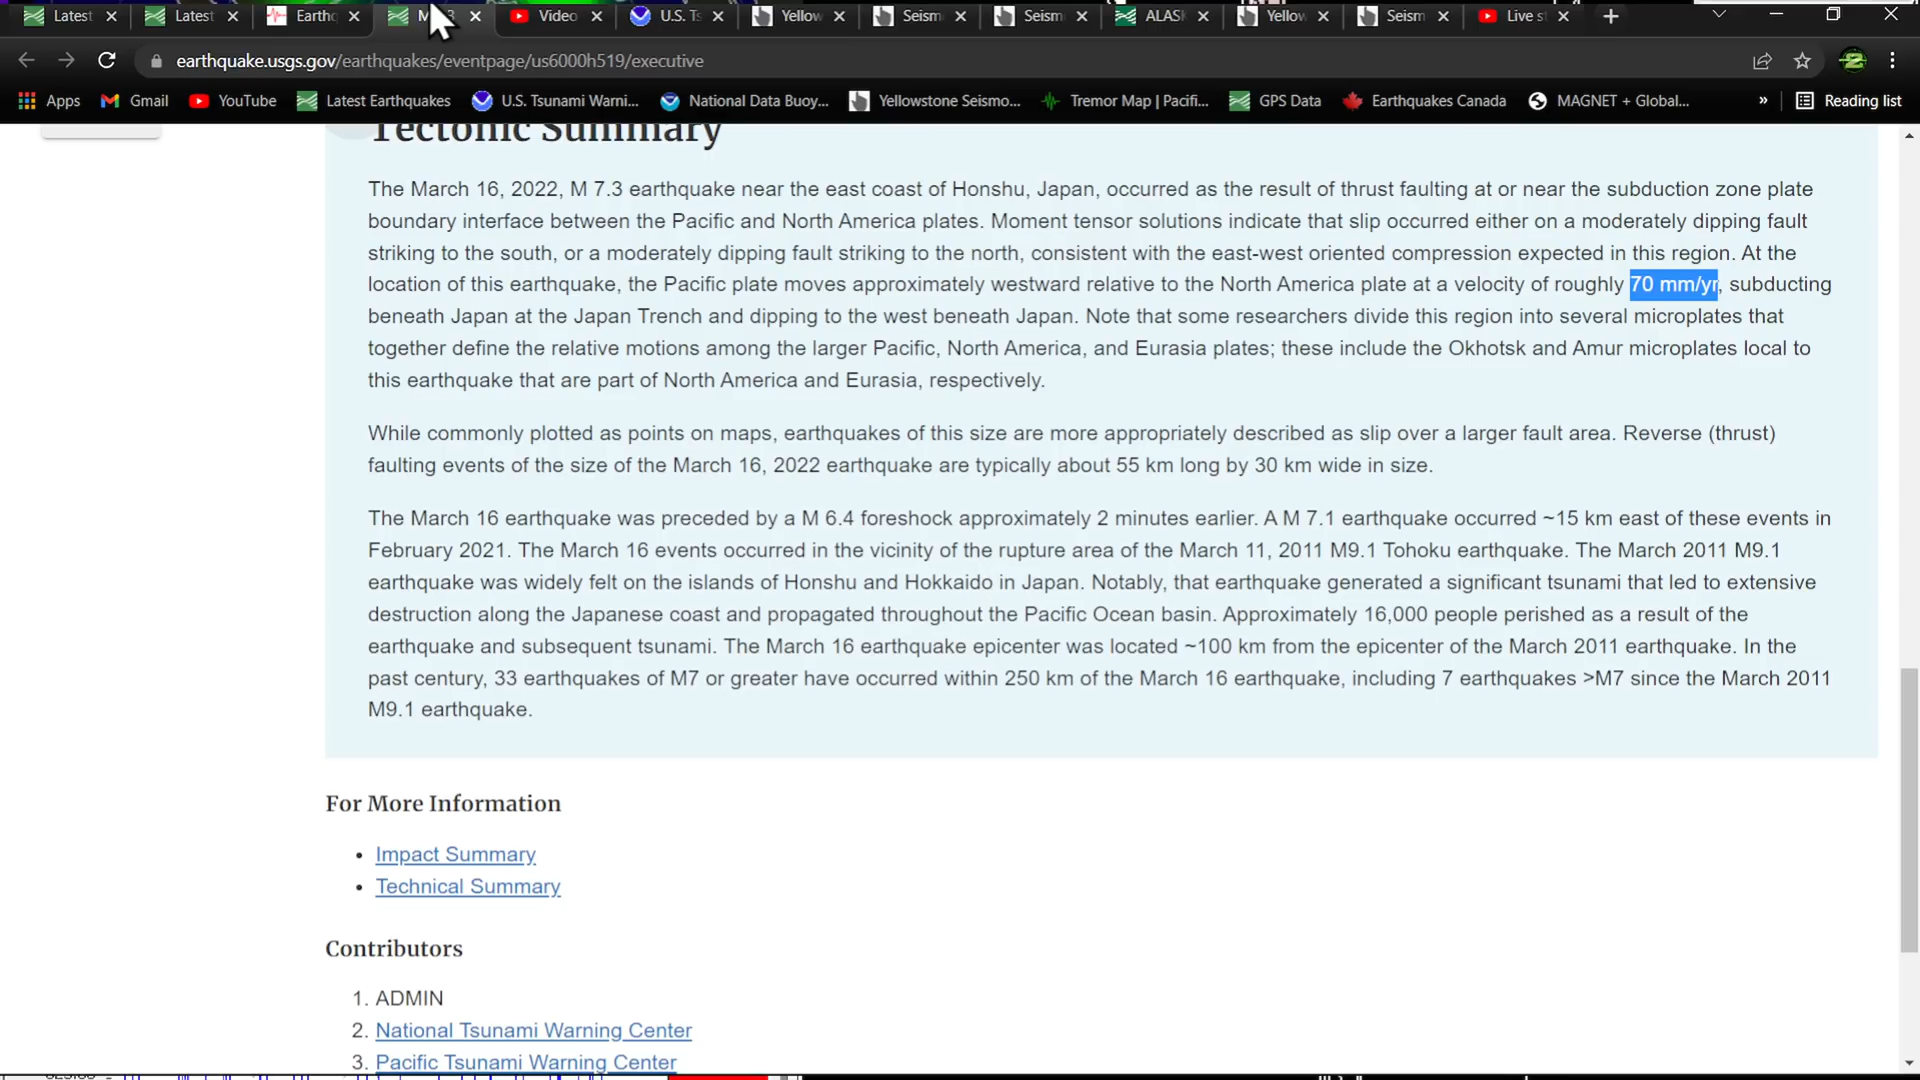 Latest
Latest
Earthq
M
Video
U.S. Ts
Yellow
Seism
Seism
ALASK
Yellow
Seism
Live s
earthquake.usgs.gov/earthquakes/eventpage/us6000h519/executive
Apps
Gmail
YouTube
Latest Earthquakes
U.S. Tsunami Warni...
National Data Buoy...
Yellowstone Seismo...
Tremor Map | Pacifi...
GPS Data
Earthquakes Canada
MAGNET + Global...
»
Reading list
Tectonic Summary
The March 16, 2022, M 7.3 earthquake near the east coast of Honshu, Japan, occurred as the result of thrust faulting at or near the subduction zone plate
boundary interface between the Pacific and North America plates. Moment tensor solutions indicate that slip occurred either on a moderately dipping fault
striking to the south, or a moderately dipping fault striking to the north, consistent with the east-west oriented compression expected in this region. At the
location of this earthquake, the Pacific plate moves approximately westward relative to the North America plate at a velocity of roughly 70 mm/yr, subducting
beneath Japan at the Japan Trench and dipping to the west beneath Japan. Note that some researchers divide this region into several microplates that
together define the relative motions among the larger Pacific, North America, and Eurasia plates; these include the Okhotsk and Amur microplates local to
this earthquake that are part of North America and Eurasia, respectively.
While commonly plotted as points on maps, earthquakes of this size are more appropriately described as slip over a larger fault area. Reverse (thrust)
faulting events of the size of the March 16, 2022 earthquake are typically about 55 km long by 30 km wide in size.
The March 16 earthquake was preceded by a M 6.4 foreshock approximately 2 minutes earlier. A M 7.1 earthquake occurred ~15 km east of these events in
February 2021. The March 16 events occurred in the vicinity of the rupture area of the March 11, 2011 M9.1 Tohoku earthquake. The March 2011 M9.1
earthquake was widely felt on the islands of Honshu and Hokkaido in Japan. Notably, that earthquake generated a significant tsunami that led to extensive
destruction along the Japanese coast and propagated throughout the Pacific Ocean basin. Approximately 16,000 people perished as a result of the
earthquake and subsequent tsunami. The March 16 earthquake epicenter was located ~100 km from the epicenter of the March 2011 earthquake. In the
past century, 33 earthquakes of M7 or greater have occurred within 250 km of the March 16 earthquake, including 7 earthquakes >M7 since the March 2011
M9.1 earthquake.
For More Information
• Impact Summary
• Technical Summary
Contributors
1. ADMIN
2. National Tsunami Warning Center
3. Pacific Tsunami Warning Center